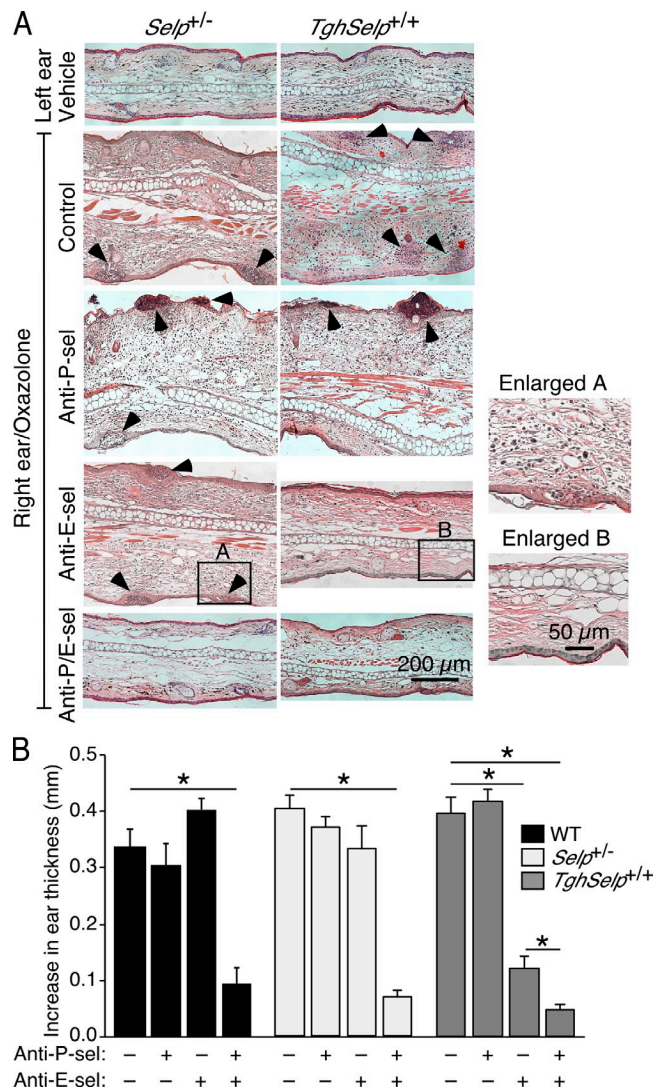 A
Selp+/-
TghSelp+/+
Left ear
Vehicle
Right ear/Oxazolone
Control
Anti-P-sel
Anti-E-sel
Anti-P/E-sel
A
B
200 µm
Enlarged A
Enlarged B
50 µm
B
Increase in ear thickness (mm)
0.5
0.4
0.3
0.2
0.1
0.0
* * * * *
WT
Selp+/-
TghSelp+/+
Anti-P-sel: – + – + – + – + – + – +
Anti-E-sel: – – + + – – + + – – + +